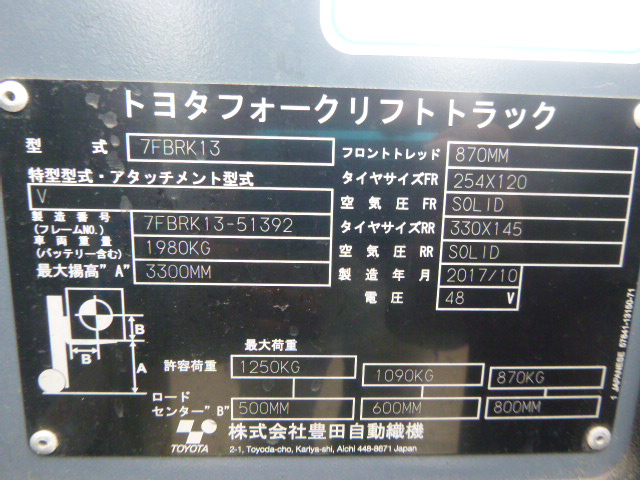 トヨタフォークリフトトラック
型 式 7FBRK13
特型型式・アタッチメント型式
V
製造番号 (フレームNO.) 7FBRK13-51392
車両重量 (バッテリー含む) 1980KG
最大揚高"A" 3300MM
フロントトレッド 870MM
タイヤサイズFR 254X120
空気圧FR SOLID
タイヤサイズRR 330X145
空気圧RR SOLID
製造年月 2017/10
電圧 48 V
B
B
A
最大荷重
許容荷重 1250KG 1090KG 870KG
ロード
センター"B" 500MM 600MM 800MM
TOYOTA 株式会社豊田自動織機
2-1, Toyoda-cho, Kariya-shi, Aichi 448-8671 Japan
1 JAPANESE 57841-13150-71